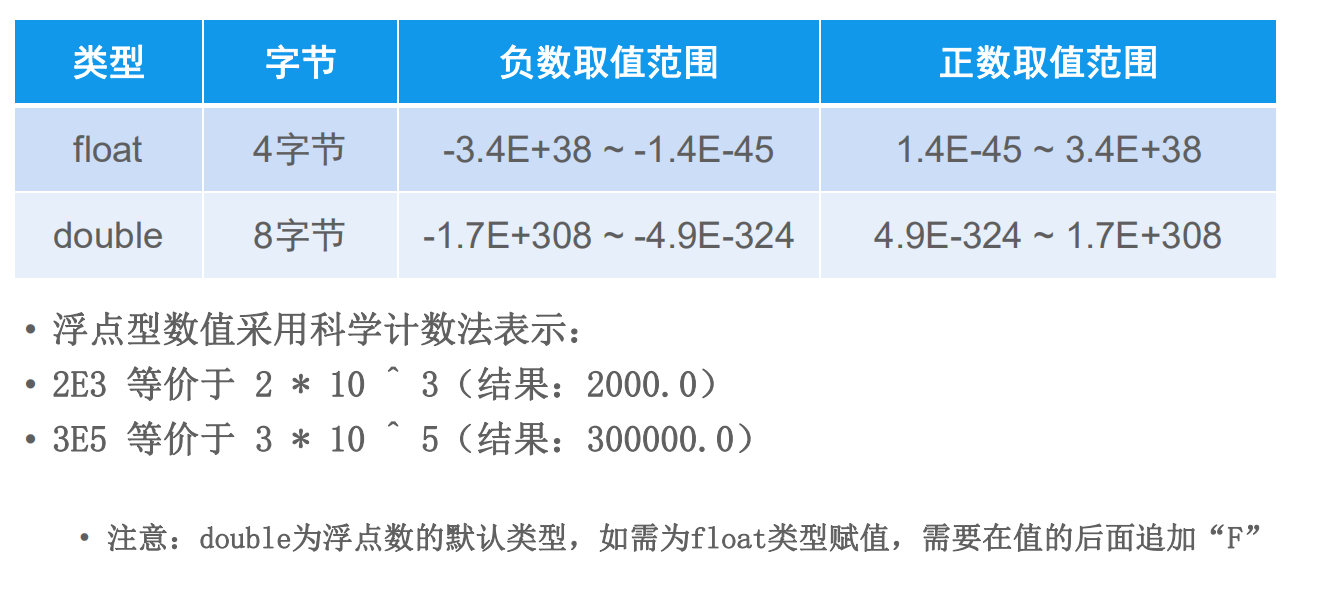 类型 字节 负数取值范围 正数取值范围
float 4字节 -3.4E+38 ~ -1.4E-45 1.4E-45 ~ 3.4E+38
double 8字节 -1.7E+308 ~ -4.9E-324 4.9E-324 ~ 1.7E+308
• 浮点型数值采用科学计数法表示：
• 2E3 等价于 2 * 10 ^ 3（结果：2000.0）
• 3E5 等价于 3 * 10 ^ 5（结果：300000.0）
• 注意：double为浮点数的默认类型，如需为float类型赋值，需要在值的后面追加“F”